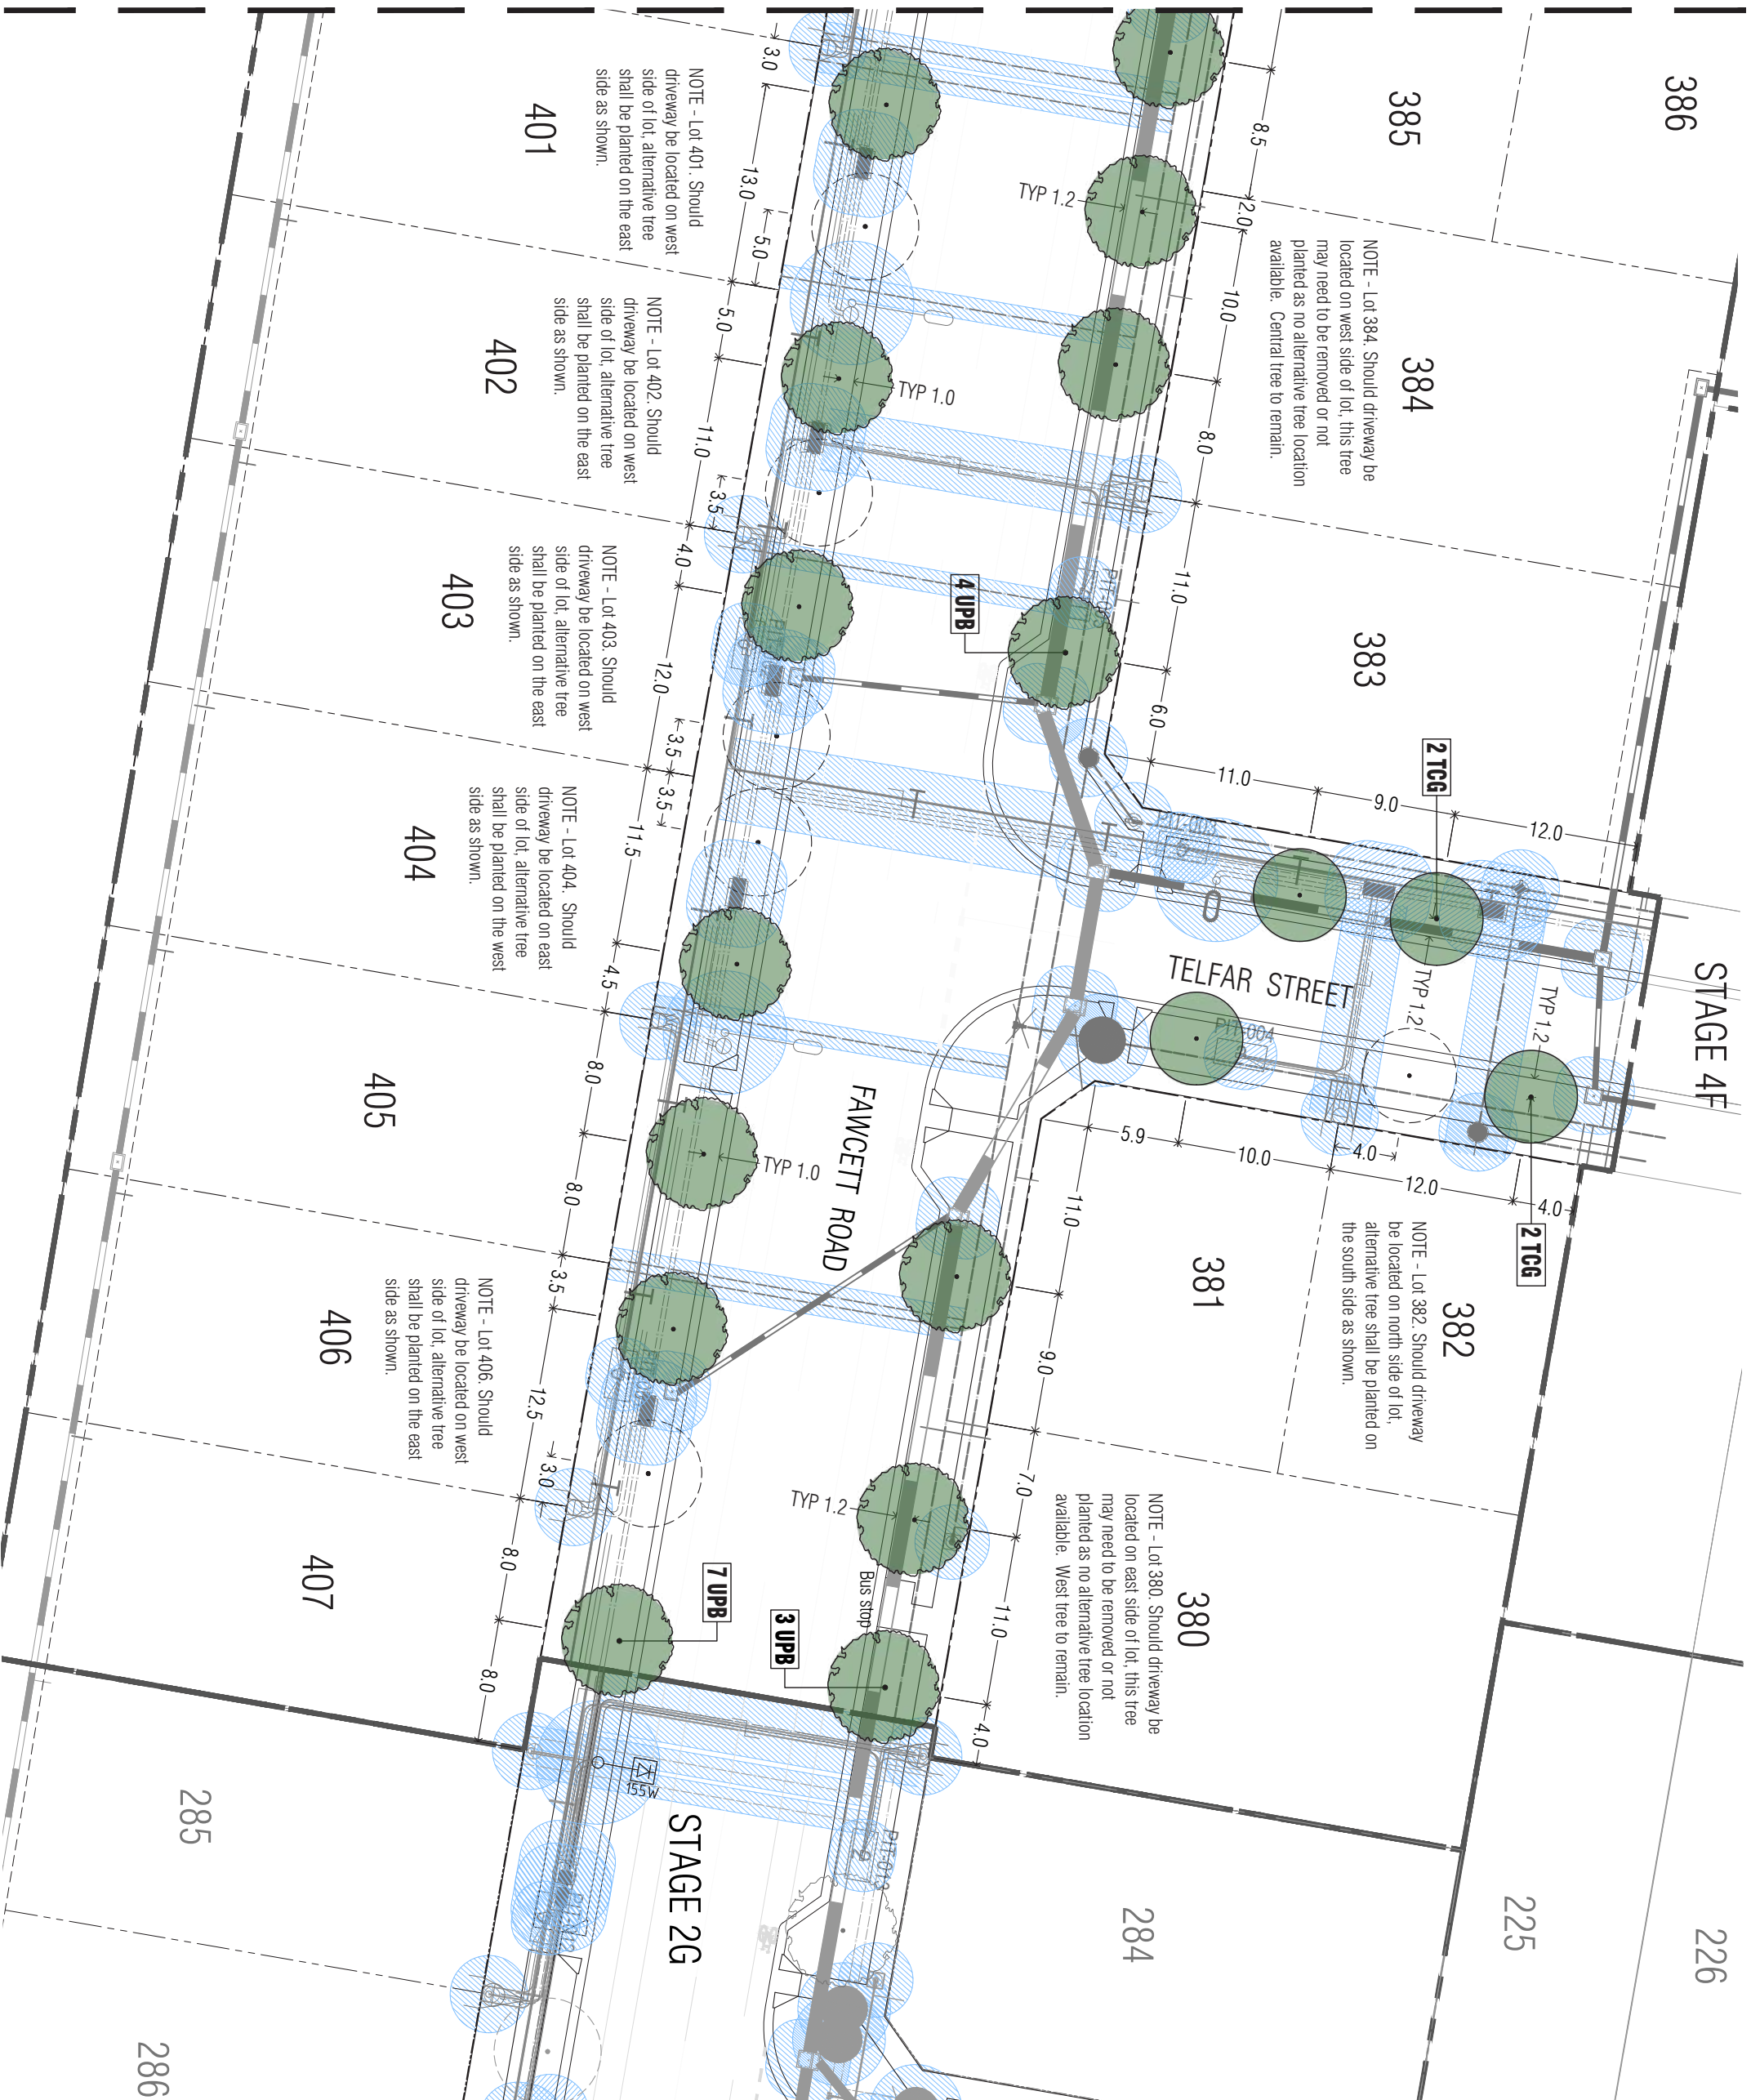 386
385
384
383
382
381
380
401
402
403
404
405
406
407
284
285
286
225
226
STAGE 4F
STAGE 2G
TELFAR STREET
FAWCETT ROAD
NOTE - Lot 401. Should
driveway be located on west
side of lot, alternative tree
shall be planted on the east
side as shown.
NOTE - Lot 402. Should
driveway be located on west
side of lot, alternative tree
shall be planted on the east
side as shown.
NOTE - Lot 403. Should
driveway be located on west
side of lot, alternative tree
shall be planted on the east
side as shown.
NOTE - Lot 404. Should
driveway be located on east
side of lot, alternative tree
shall be planted on the west
side as shown.
NOTE - Lot 406. Should
driveway be located on west
side of lot, alternative tree
shall be planted on the east
side as shown.
NOTE - Lot 384. Should driveway be
located on west side of lot, this tree
may need to be removed or not
planted as no alternative tree location
available. Central tree to remain.
NOTE - Lot 382. Should driveway
be located on north side of lot,
alternative tree shall be planted on
the south side as shown.
NOTE - Lot 380. Should driveway be
located on east side of lot, this tree
may need to be removed or not
planted as no alternative tree location
available. West tree to remain.
4 UPB
2 TCG
2 TCG
7 UPB
3 UPB
TYP 1.2
TYP 1.0
TYP 1.2
TYP 1.2
TYP 1.0
TYP 1.2
Bus stop
155W
PIT-003
PIT-004
PIT-013
3.0
13.0
5.0
5.0
11.0
3.5
4.0
12.0
3.5
3.5
11.5
4.5
8.0
8.0
3.5
12.5
3.0
8.0
8.0
8.5
2.0
10.0
8.0
11.0
6.0
11.0
9.0
12.0
5.9
10.0
4.0
12.0
4.0
11.0
9.0
7.0
11.0
4.0